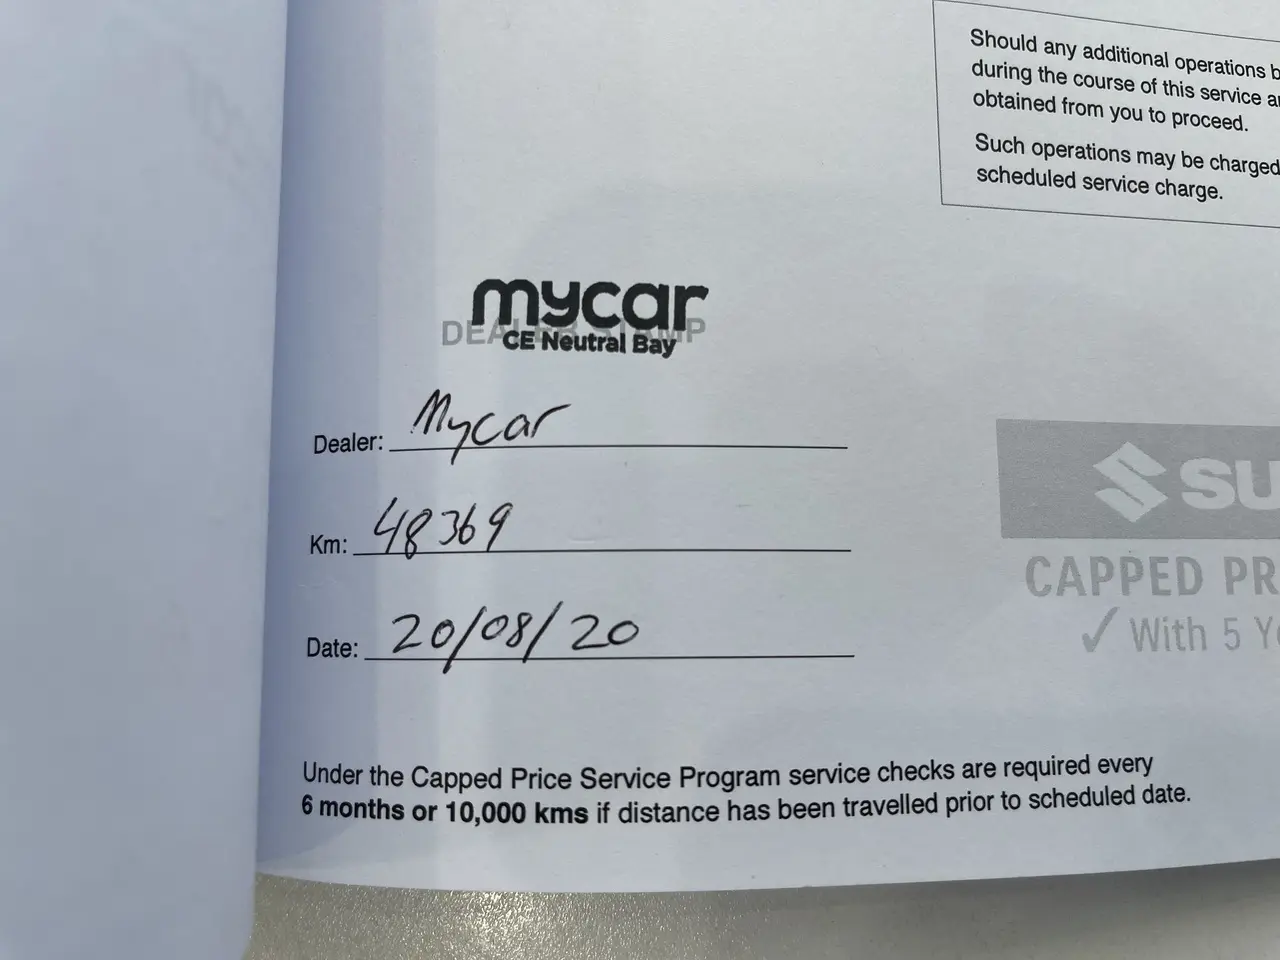 Should any additional operations
during the course of this service
obtained from you to proceed.
Such operations may be charged
scheduled service charge.
mycar
DEALER STAMP
CE Neutral Bay
Dealer: Mycar
Km: 48369
Date: 20/08/20
SU
CAPPED PR
✓ With 5
Under the Capped Price Service Program service checks are required every
6 months or 10,000 kms if distance has been travelled prior to scheduled date.